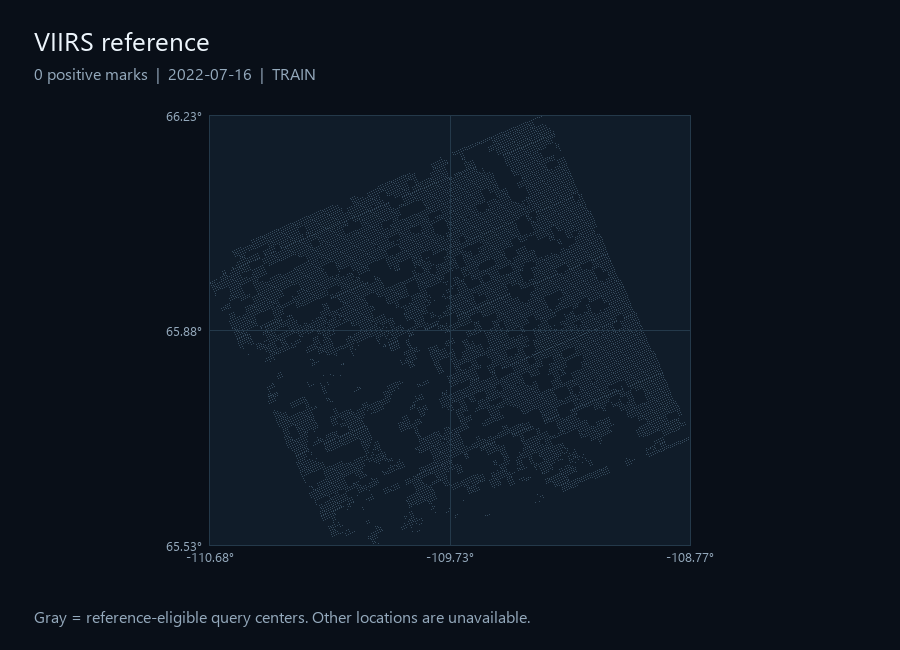 VIIRS reference
0 positive marks | 2022-07-16 | TRAIN
66.23°
65.88°
65.53°
-110.68°
-109.73°
-108.77°
Gray = reference-eligible query centers. Other locations are unavailable.